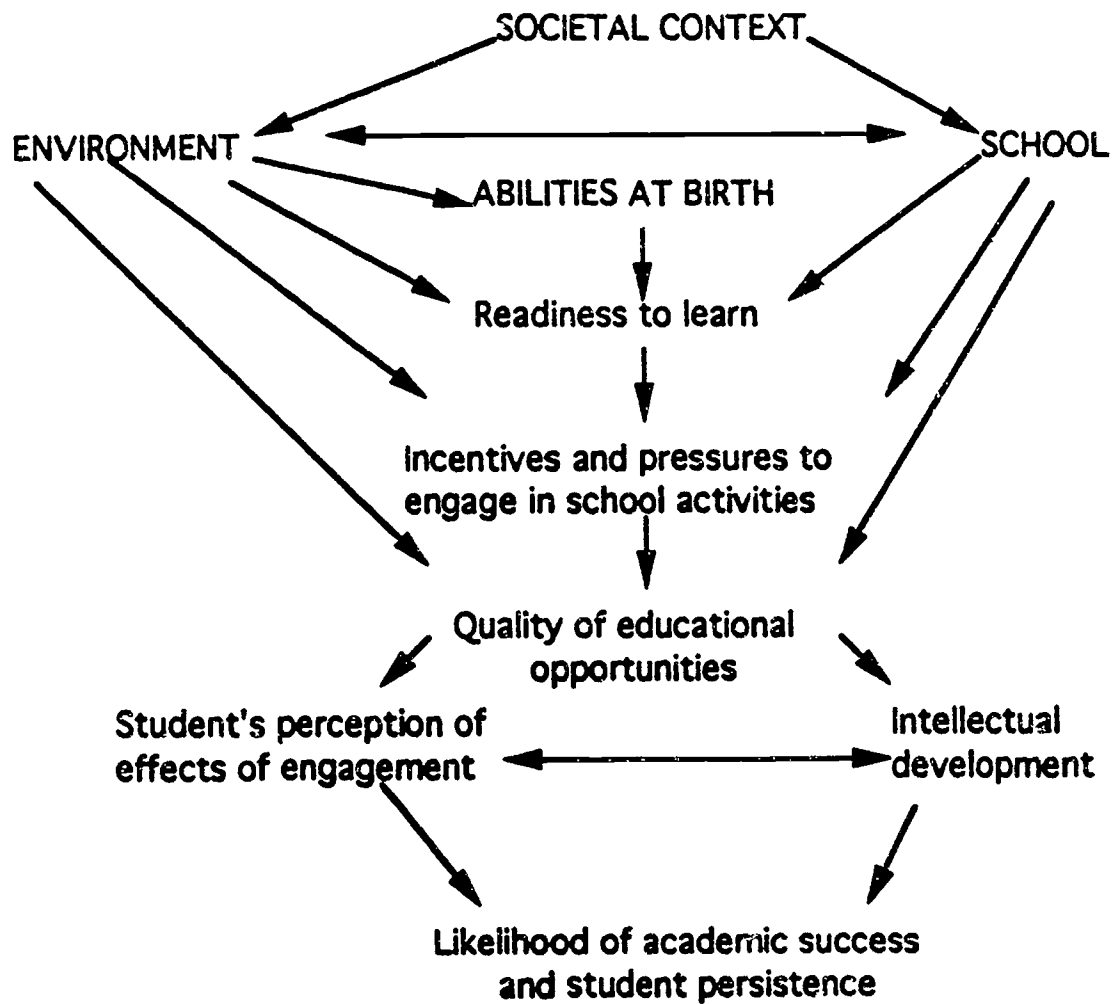 SOCIETAL CONTEXT
ENVIRONMENT
SCHOOL
ABILITIES AT BIRTH
Readiness to learn
Incentives and pressures to
engage in school activities
Quality of educational
opportunities
Student's perception of
effects of engagement
Intellectual
development
Likelihood of academic success
and student persistence